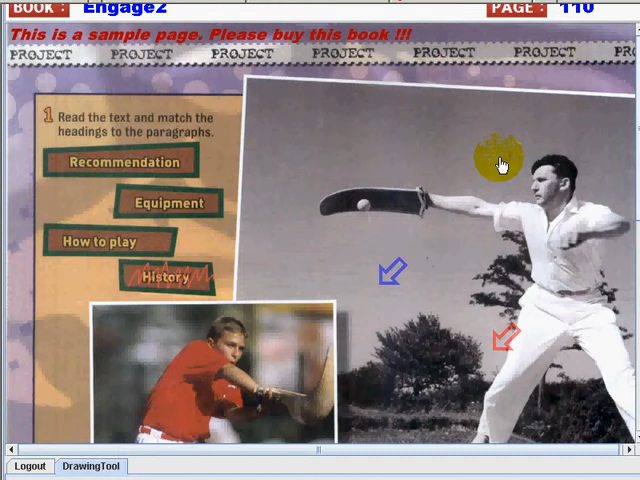 BOOK : Engage2 PAGE : 110
This is a sample page. Please buy this book !!!
PROJECT PROJECT PROJECT PROJECT PROJECT PROJECT
1 Read the text and match the
headings to the paragraphs.
Recommendation
Equipment
How to play
History
Logout DrawingTool